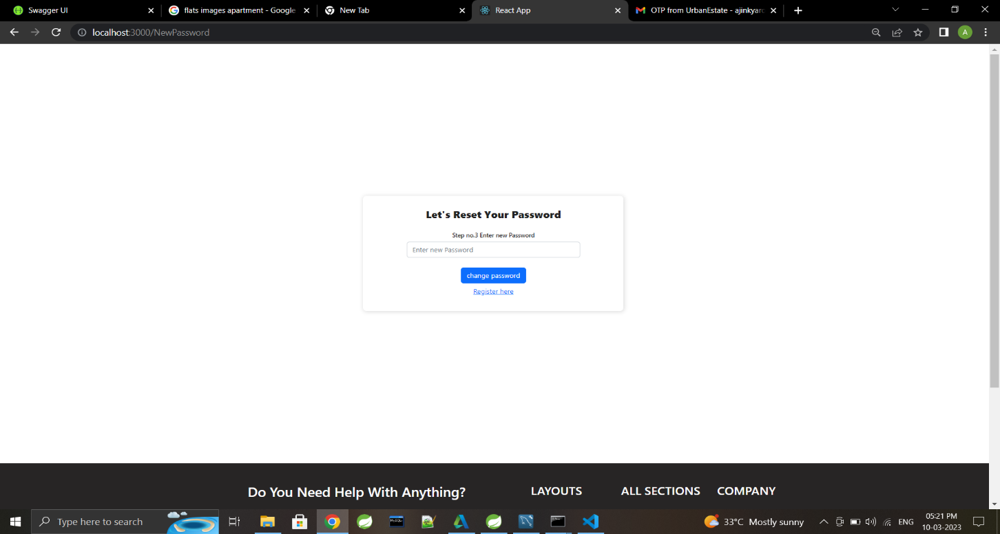 Swagger UI
flats images apartment - Google
New Tab
React App
OTP from UrbanEstate - ajinkyaro
localhost:3000/NewPassword
A
Let's Reset Your Password
Step no.3 Enter new Password
Enter new Password
change password
Register here
Do You Need Help With Anything?
LAYOUTS
ALL SECTIONS
COMPANY
Type here to search
MySQL
33°C Mostly sunny
ENG
05:21 PM
10-03-2023